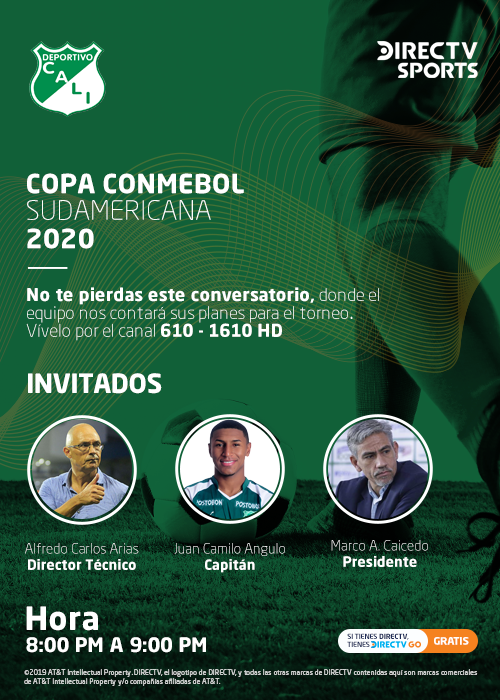 DEPORTIVO
CALI
DIRECTV
SPORTS
COPA CONMEBOL
SUDAMERICANA
2020
No te pierdas este conversatorio, donde el
equipo nos contará sus planes para el torneo.
Vívelo por el canal 610 - 1610 HD
INVITADOS
POSTOBON
POSTOBON
Alfredo Carlos Arias
Director Técnico
Juan Camilo Angulo
Capitán
Marco A. Caicedo
Presidente
Hora
8:00 PM A 9:00 PM
SI TIENES DIRECTV,
TIENES DIRECTV GO
GRATIS
©2019 AT&T Intellectual Property. DIRECTV, el logotipo de DIRECTV, y todas las otras marcas de DIRECTV contenidas aquí son marcas comerciales
de AT&T Intellectual Property y/o compañías afiliadas de AT&T.